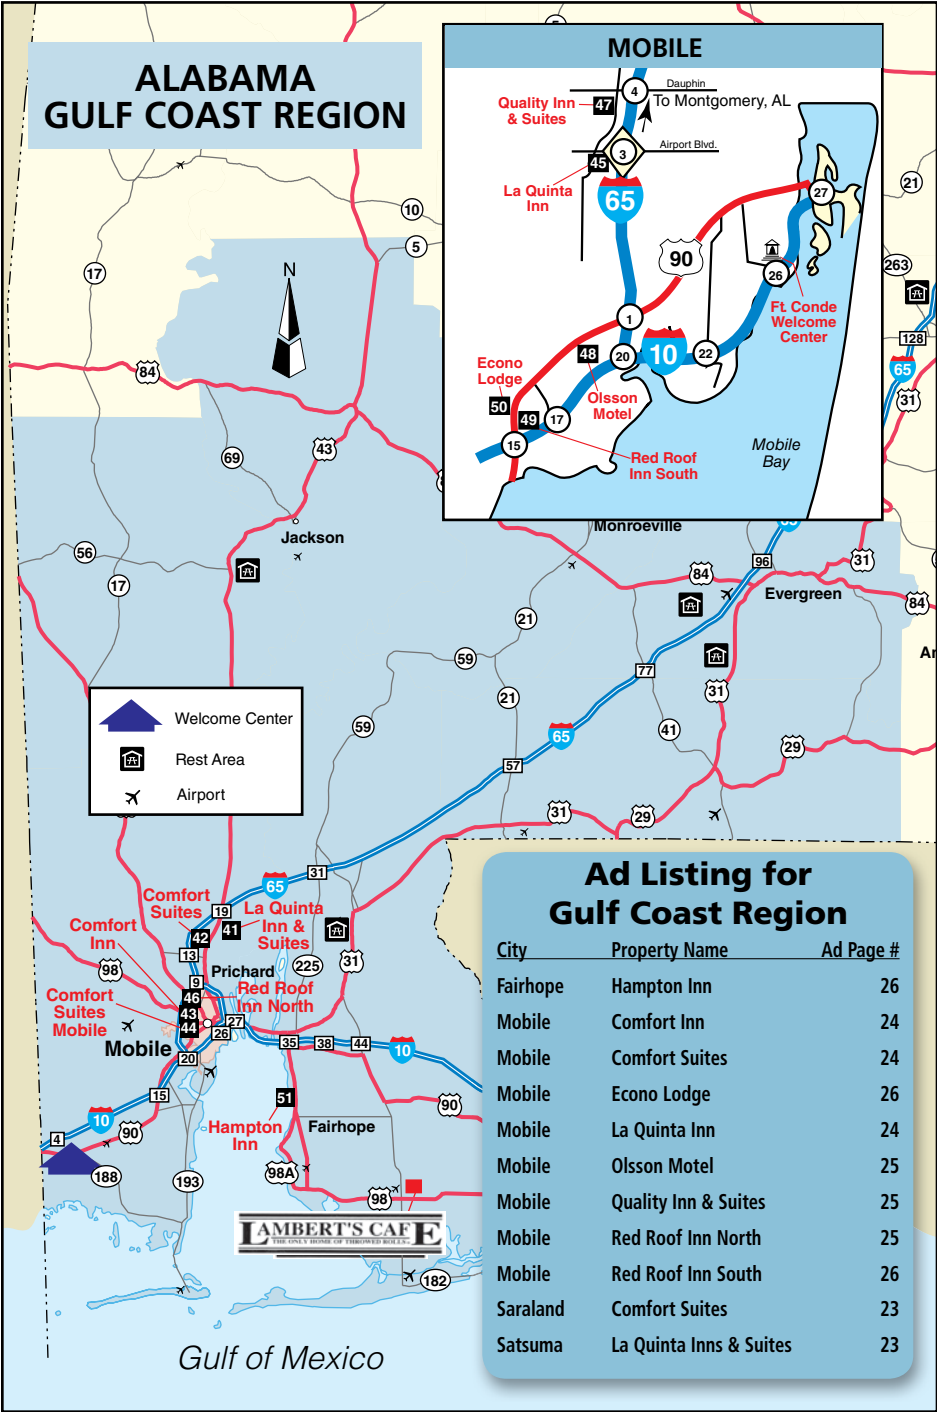 ALABAMA
GULF COAST REGION
MOBILE
Dauphin
4
To Montgomery, AL
Quality Inn
& Suites
47
Airport Blvd.
3
45
La Quinta
Inn
65
90
27
26
Ft. Conde
Welcome
Center
1
48
20
10
22
Econo
Lodge
50
49
Olsson
Motel
17
15
Red Roof
Inn South
Mobile
Bay
10
5
17
N
84
43
69
Jackson
56
17
21
263
128
65
31
Monroeville
96
31
84
Evergreen
84
21
59
77
31
21
59
41
29
65
57
31
29
Welcome Center
Rest Area
Airport
31
65
Comfort
Suites
19
La Quinta
Inn &
Suites
41
42
Comfort
Inn
13
98
Prichard
225
31
9
46
Red Roof
Inn North
Comfort
Suites
Mobile
43
44
27
26
Mobile
20
35
38
44
10
15
51
90
10
4
90
Hampton
Inn
Fairhope
188
193
98A
98
LAMBERT'S CAFE
THE ONLY HOME OF THROWED ROLLS
182
Gulf of Mexico
Ad Listing for
Gulf Coast Region
City Property Name Ad Page #
Fairhope Hampton Inn 26
Mobile Comfort Inn 24
Mobile Comfort Suites 24
Mobile Econo Lodge 26
Mobile La Quinta Inn 24
Mobile Olsson Motel 25
Mobile Quality Inn & Suites 25
Mobile Red Roof Inn North 25
Mobile Red Roof Inn South 26
Saraland Comfort Suites 23
Satsuma La Quinta Inns & Suites 23